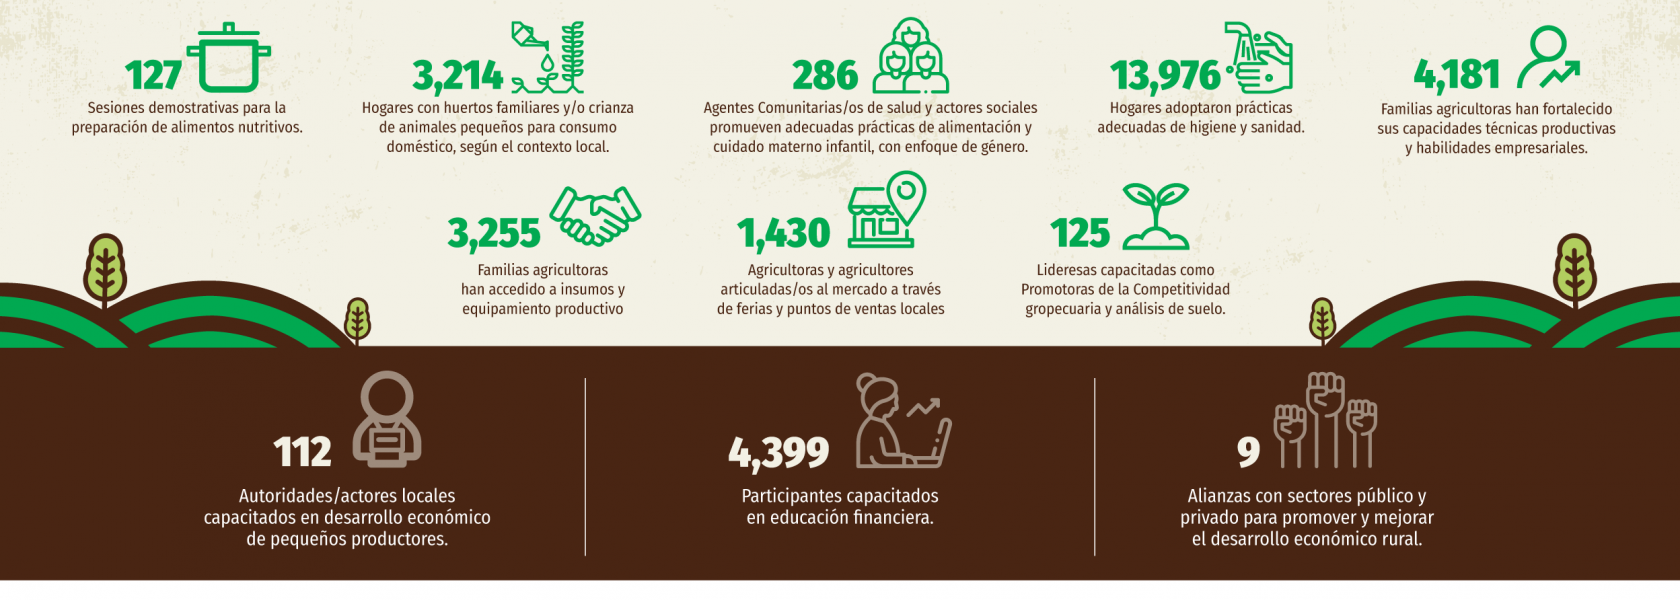 127
Sesiones demostrativas para la
preparación de alimentos nutritivos.
3,214
Hogares con huertos familiares y/o crianza
de animales pequeños para consumo
doméstico, según el contexto local.
286
Agentes Comunitarias/os de salud y actores sociales
promueven adecuadas prácticas de alimentación y
cuidado materno infantil, con enfoque de género.
13,976
Hogares adoptaron prácticas
adecuadas de higiene y sanidad.
4,181
Familias agricultoras han fortalecido
sus capacidades técnicas productivas
y habilidades empresariales.
3,255
Familias agricultoras
han accedido a insumos y
equipamiento productivo
1,430
Agricultoras y agricultores
articuladas/os al mercado a través
de ferias y puntos de ventas locales
125
Lideresas capacitadas como
Promotoras de la Competitividad
gropecuaria y análisis de suelo.
112
Autoridades/actores locales
capacitados en desarrollo económico
de pequeños productores.
4,399
Participantes capacitados
en educación financiera.
9
Alianzas con sectores público y
privado para promover y mejorar
el desarrollo económico rural.